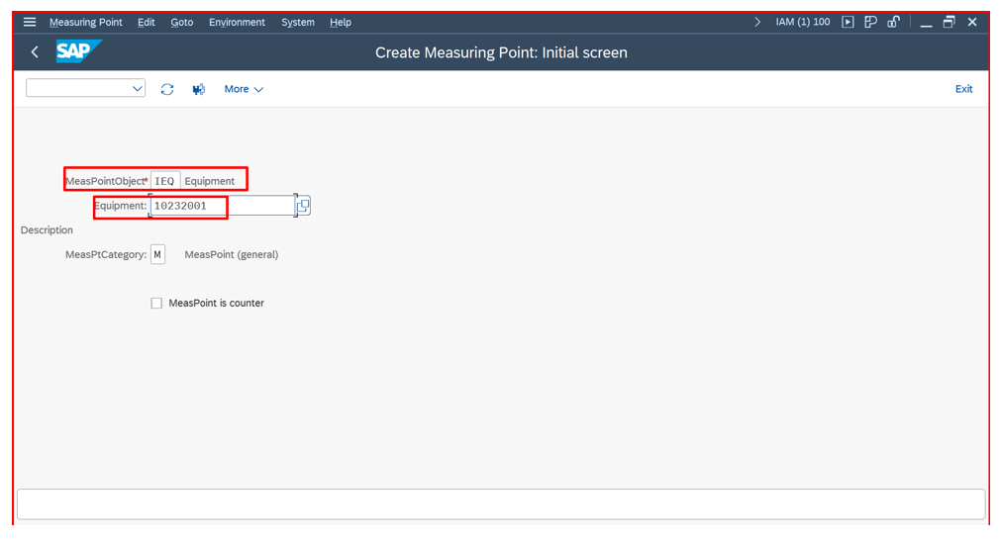 Measuring Point Edit Goto Environment System Help IAM (1) 100
SAP Create Measuring Point: Initial screen
More Exit
MeasPointObject* IEQ Equipment
Equipment: 10232001
Description
MeasPtCategory: M MeasPoint (general)
MeasPoint is counter